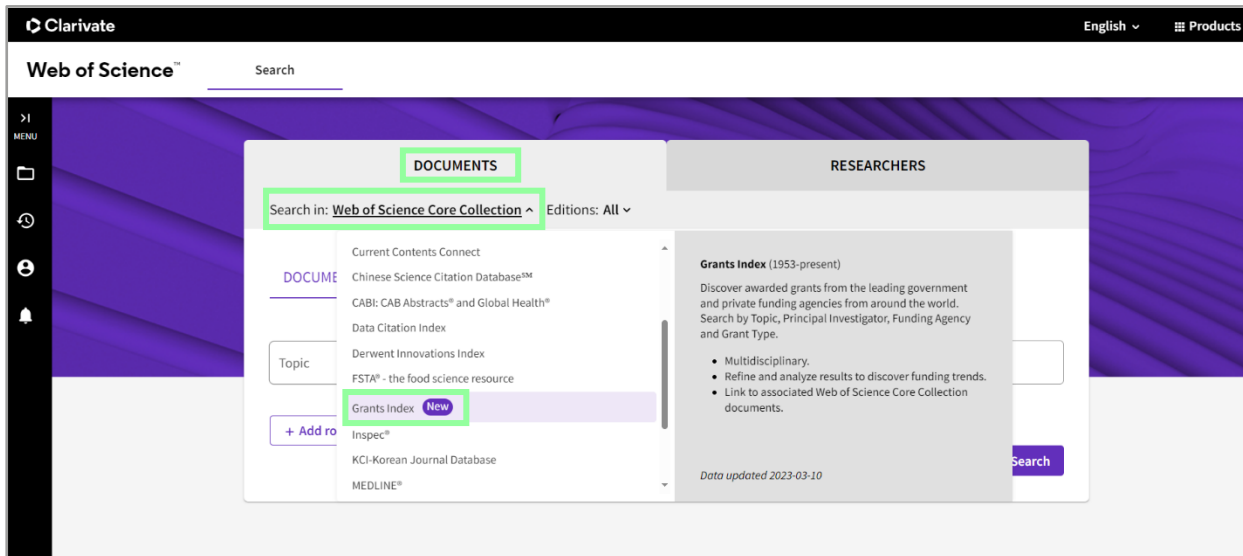 Clarivate
English
Products
Web of Science™
Search
MENU
DOCUMENTS
RESEARCHERS
Search in: Web of Science Core Collection
Editions: All
DOCUME
Topic
+ Add ro
Current Contents Connect
Chinese Science Citation Database℠
CABI: CAB Abstracts® and Global Health®
Data Citation Index
Derwent Innovations Index
FSTA® - the food science resource
Grants Index New
Inspec®
KCI-Korean Journal Database
MEDLINE®
Grants Index (1953-present)
Discover awarded grants from the leading government
and private funding agencies from around the world.
Search by Topic, Principal Investigator, Funding Agency
and Grant Type.
• Multidisciplinary.
• Refine and analyze results to discover funding trends.
• Link to associated Web of Science Core Collection
documents.
Data updated 2023-03-10
Search